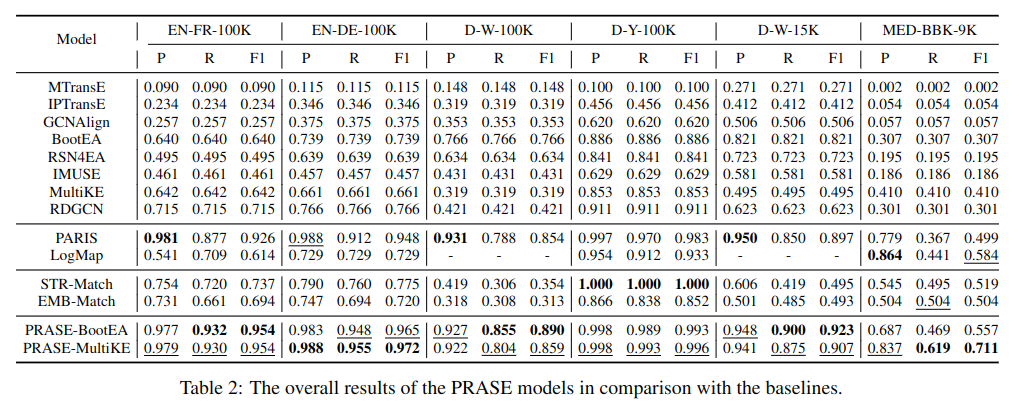 Model EN-FR-100K EN-DE-100K D-W-100K D-Y-100K D-W-15K MED-BBK-9K
P R F1 P R F1 P R F1 P R F1 P R F1 P R F1
MTransE 0.090 0.090 0.090 0.115 0.115 0.115 0.148 0.148 0.148 0.100 0.100 0.100 0.271 0.271 0.271 0.002 0.002 0.002
IPTransE 0.234 0.234 0.234 0.346 0.346 0.346 0.319 0.319 0.319 0.456 0.456 0.456 0.412 0.412 0.412 0.054 0.054 0.054
GCNAlign 0.257 0.257 0.257 0.375 0.375 0.375 0.353 0.353 0.353 0.620 0.620 0.620 0.506 0.506 0.506 0.057 0.057 0.057
BootEA 0.640 0.640 0.640 0.739 0.739 0.739 0.766 0.766 0.766 0.886 0.886 0.886 0.821 0.821 0.821 0.307 0.307 0.307
RSN4EA 0.495 0.495 0.495 0.639 0.639 0.639 0.634 0.634 0.634 0.841 0.841 0.841 0.723 0.723 0.723 0.195 0.195 0.195
IMUSE 0.461 0.461 0.461 0.457 0.457 0.457 0.431 0.431 0.431 0.629 0.629 0.629 0.581 0.581 0.581 0.186 0.186 0.186
MultiKE 0.642 0.642 0.642 0.661 0.661 0.661 0.319 0.319 0.319 0.853 0.853 0.853 0.495 0.495 0.495 0.410 0.410 0.410
RDGCN 0.715 0.715 0.715 0.766 0.766 0.766 0.421 0.421 0.421 0.911 0.911 0.911 0.623 0.623 0.623 0.301 0.301 0.301
PARIS 0.981 0.877 0.926 0.988 0.912 0.948 0.931 0.788 0.854 0.997 0.970 0.983 0.950 0.850 0.897 0.779 0.367 0.499
LogMap 0.541 0.709 0.614 0.729 0.729 0.729 - - - 0.954 0.912 0.933 - - - 0.864 0.441 0.584
STR-Match 0.754 0.720 0.737 0.790 0.760 0.775 0.419 0.306 0.354 1.000 1.000 1.000 0.606 0.419 0.495 0.545 0.495 0.519
EMB-Match 0.731 0.661 0.694 0.747 0.694 0.720 0.318 0.308 0.313 0.866 0.838 0.852 0.501 0.485 0.493 0.504 0.504 0.504
PRASE-BootEA 0.977 0.932 0.954 0.983 0.948 0.965 0.927 0.855 0.890 0.998 0.989 0.993 0.948 0.900 0.923 0.687 0.469 0.557
PRASE-MultiKE 0.979 0.930 0.954 0.988 0.955 0.972 0.922 0.804 0.859 0.998 0.993 0.996 0.941 0.875 0.907 0.837 0.619 0.711
Table 2: The overall results of the PRASE models in comparison with the baselines.